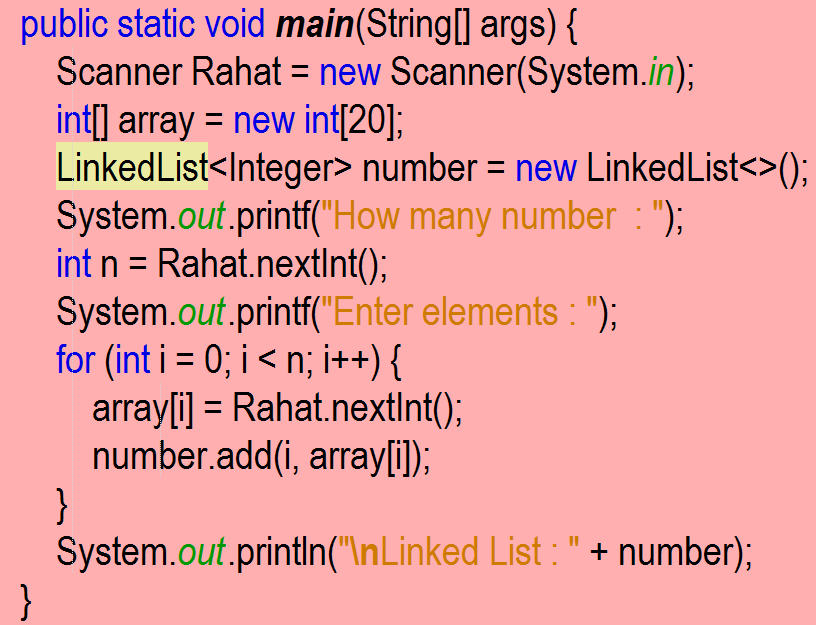 public static void main(String[] args) {
Scanner Rahat = new Scanner(System.in);
int[] array = new int[20];
LinkedList<Integer> number = new LinkedList<>();
System.out.printf("How many number  : ");
int n = Rahat.nextInt();
System.out.printf("Enter elements : ");
for (int i = 0; i < n; i++) {
array[i] = Rahat.nextInt();
number.add(i, array[i]);
}
System.out.println("\nLinked List : " + number);
}